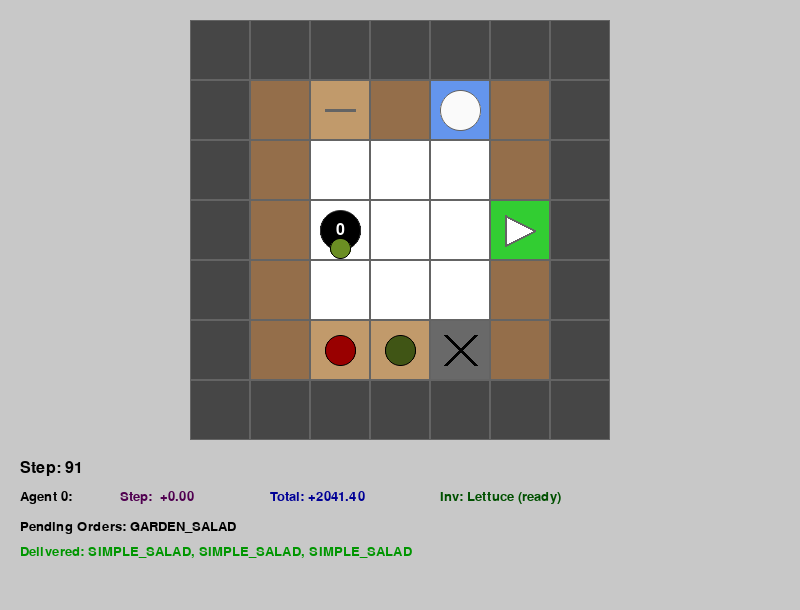 0
Step: 91
Agent 0: Step: +0.00 Total: +2041.40 Inv: Lettuce (ready)
Pending Orders: GARDEN_SALAD
Delivered: SIMPLE_SALAD, SIMPLE_SALAD, SIMPLE_SALAD